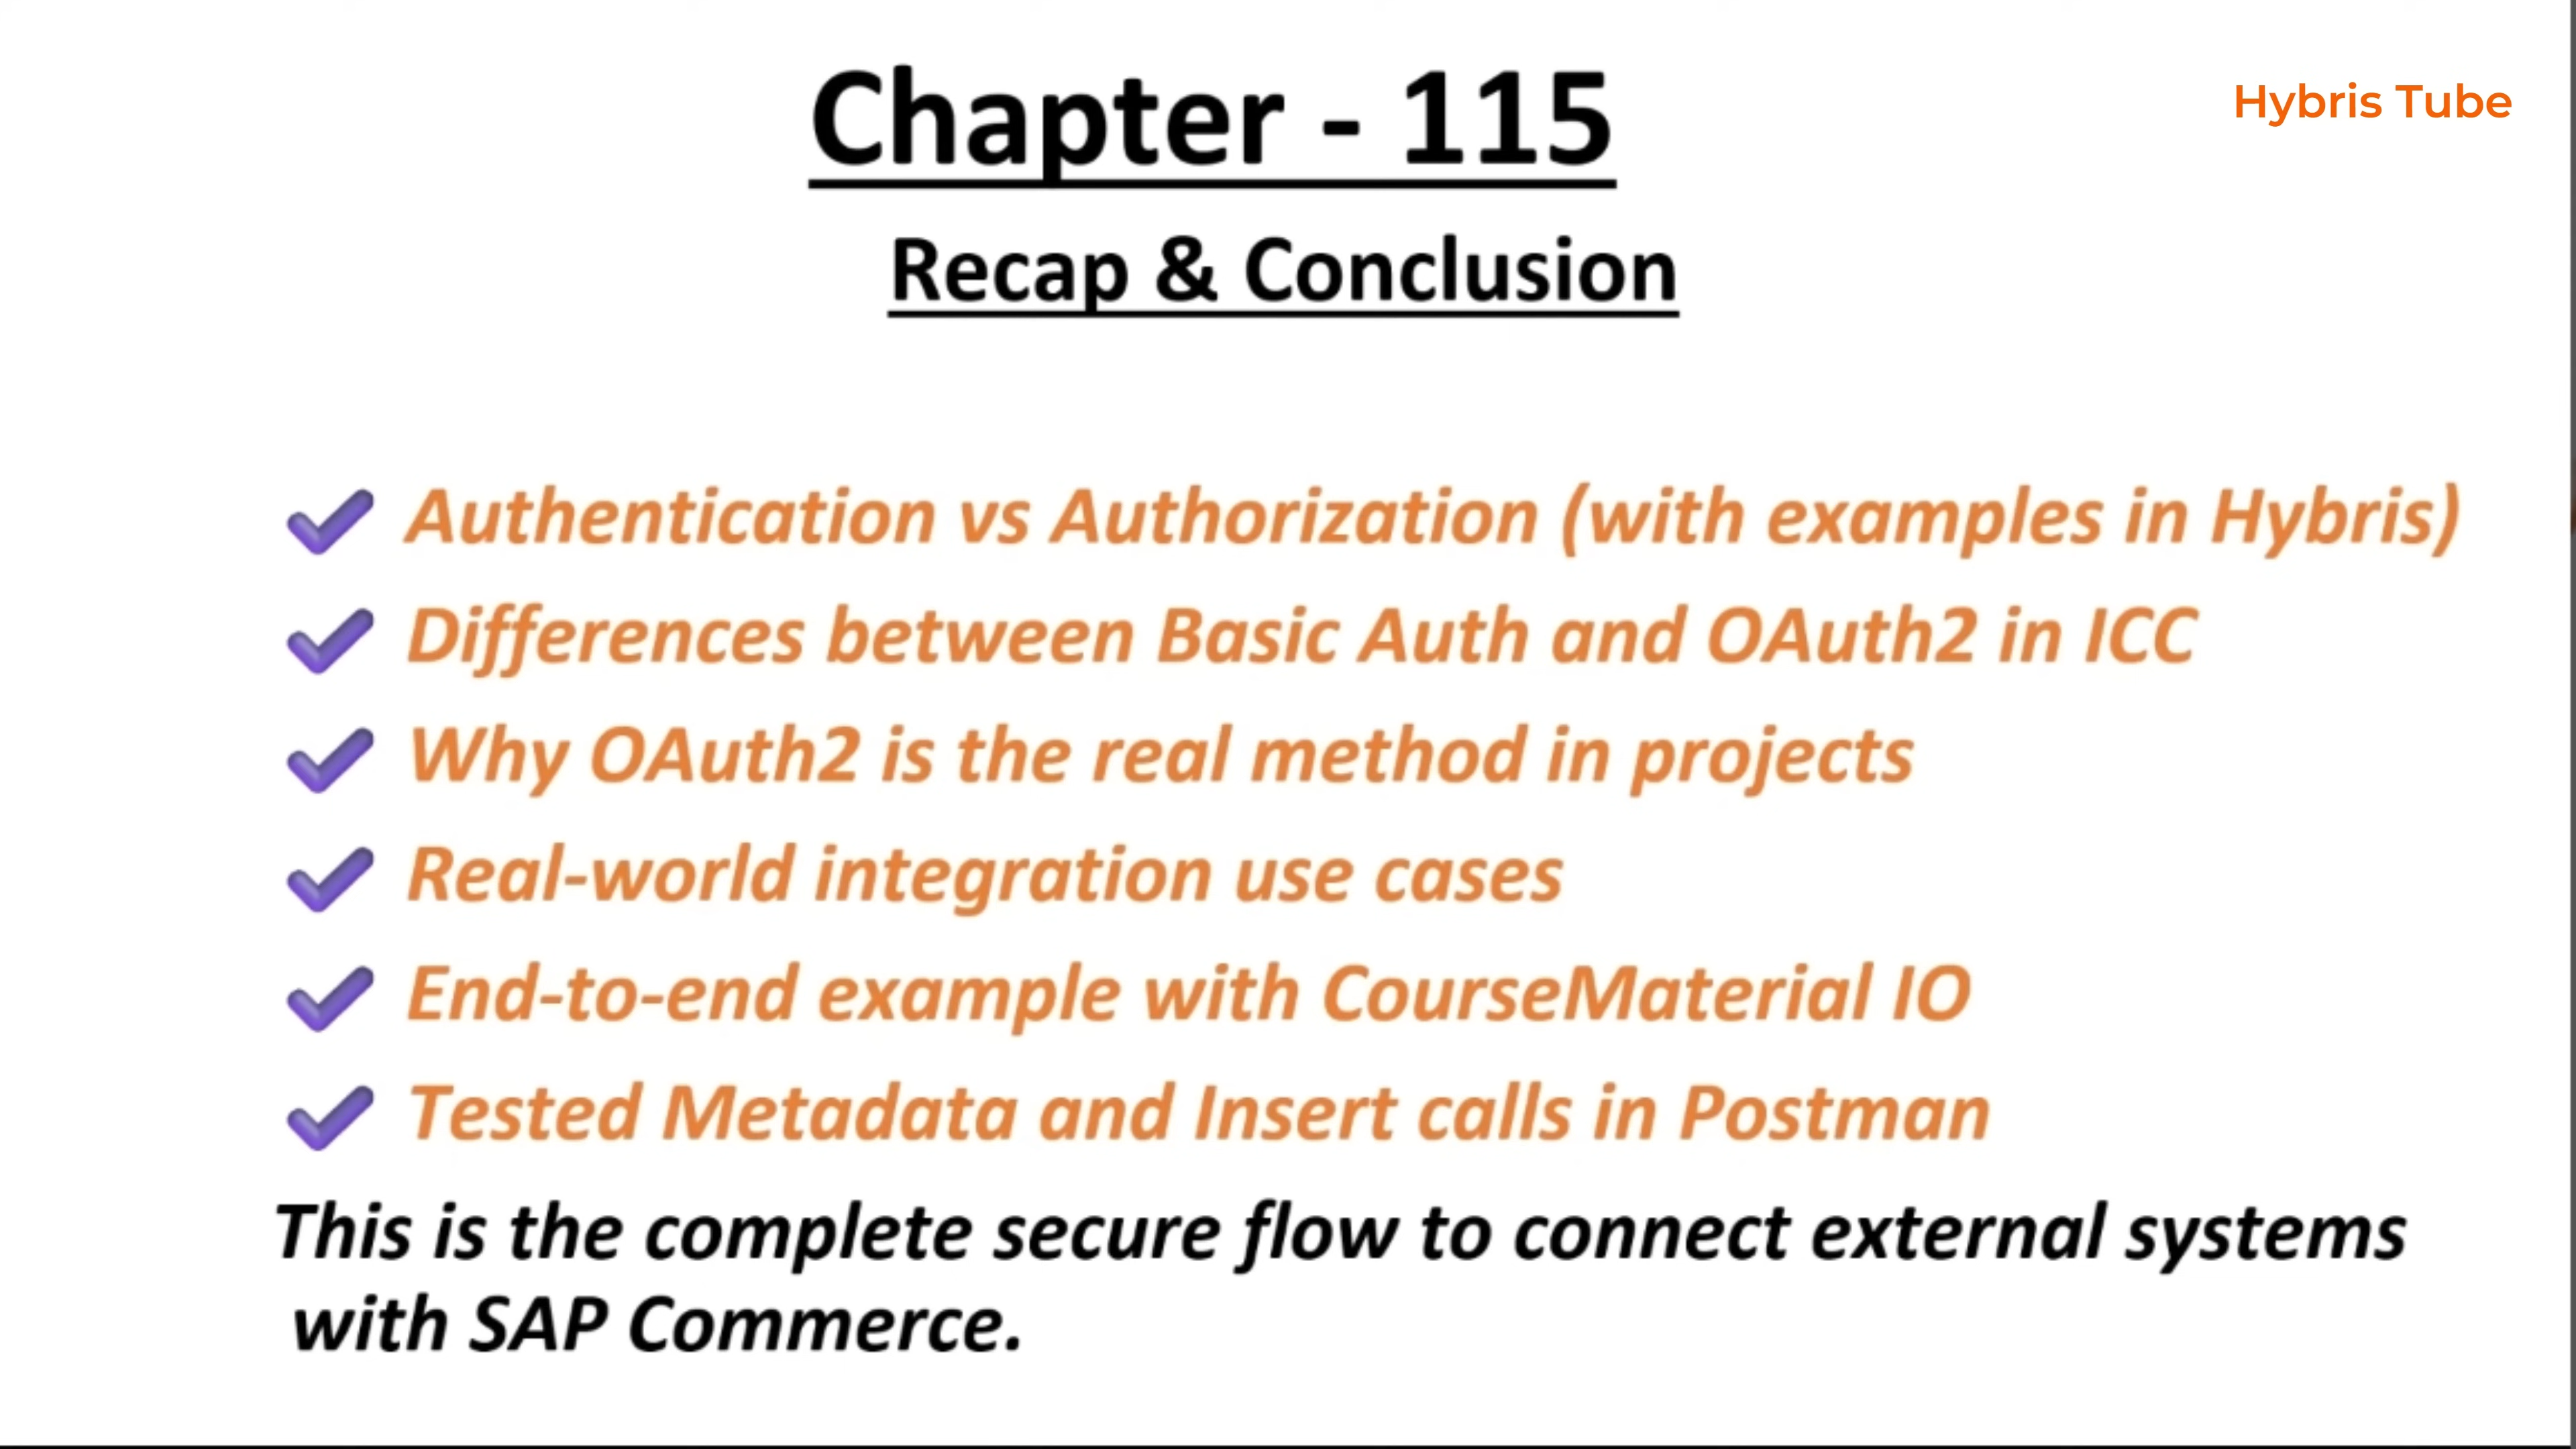 Chapter - 115
Hybris Tube
Recap & Conclusion
Authentication vs Authorization (with examples in Hybris)
Differences between Basic Auth and OAuth2 in ICC
Why OAuth2 is the real method in projects
Real-world integration use cases
End-to-end example with CourseMaterial IO
Tested Metadata and Insert calls in Postman
This is the complete secure flow to connect external systems
with SAP Commerce.